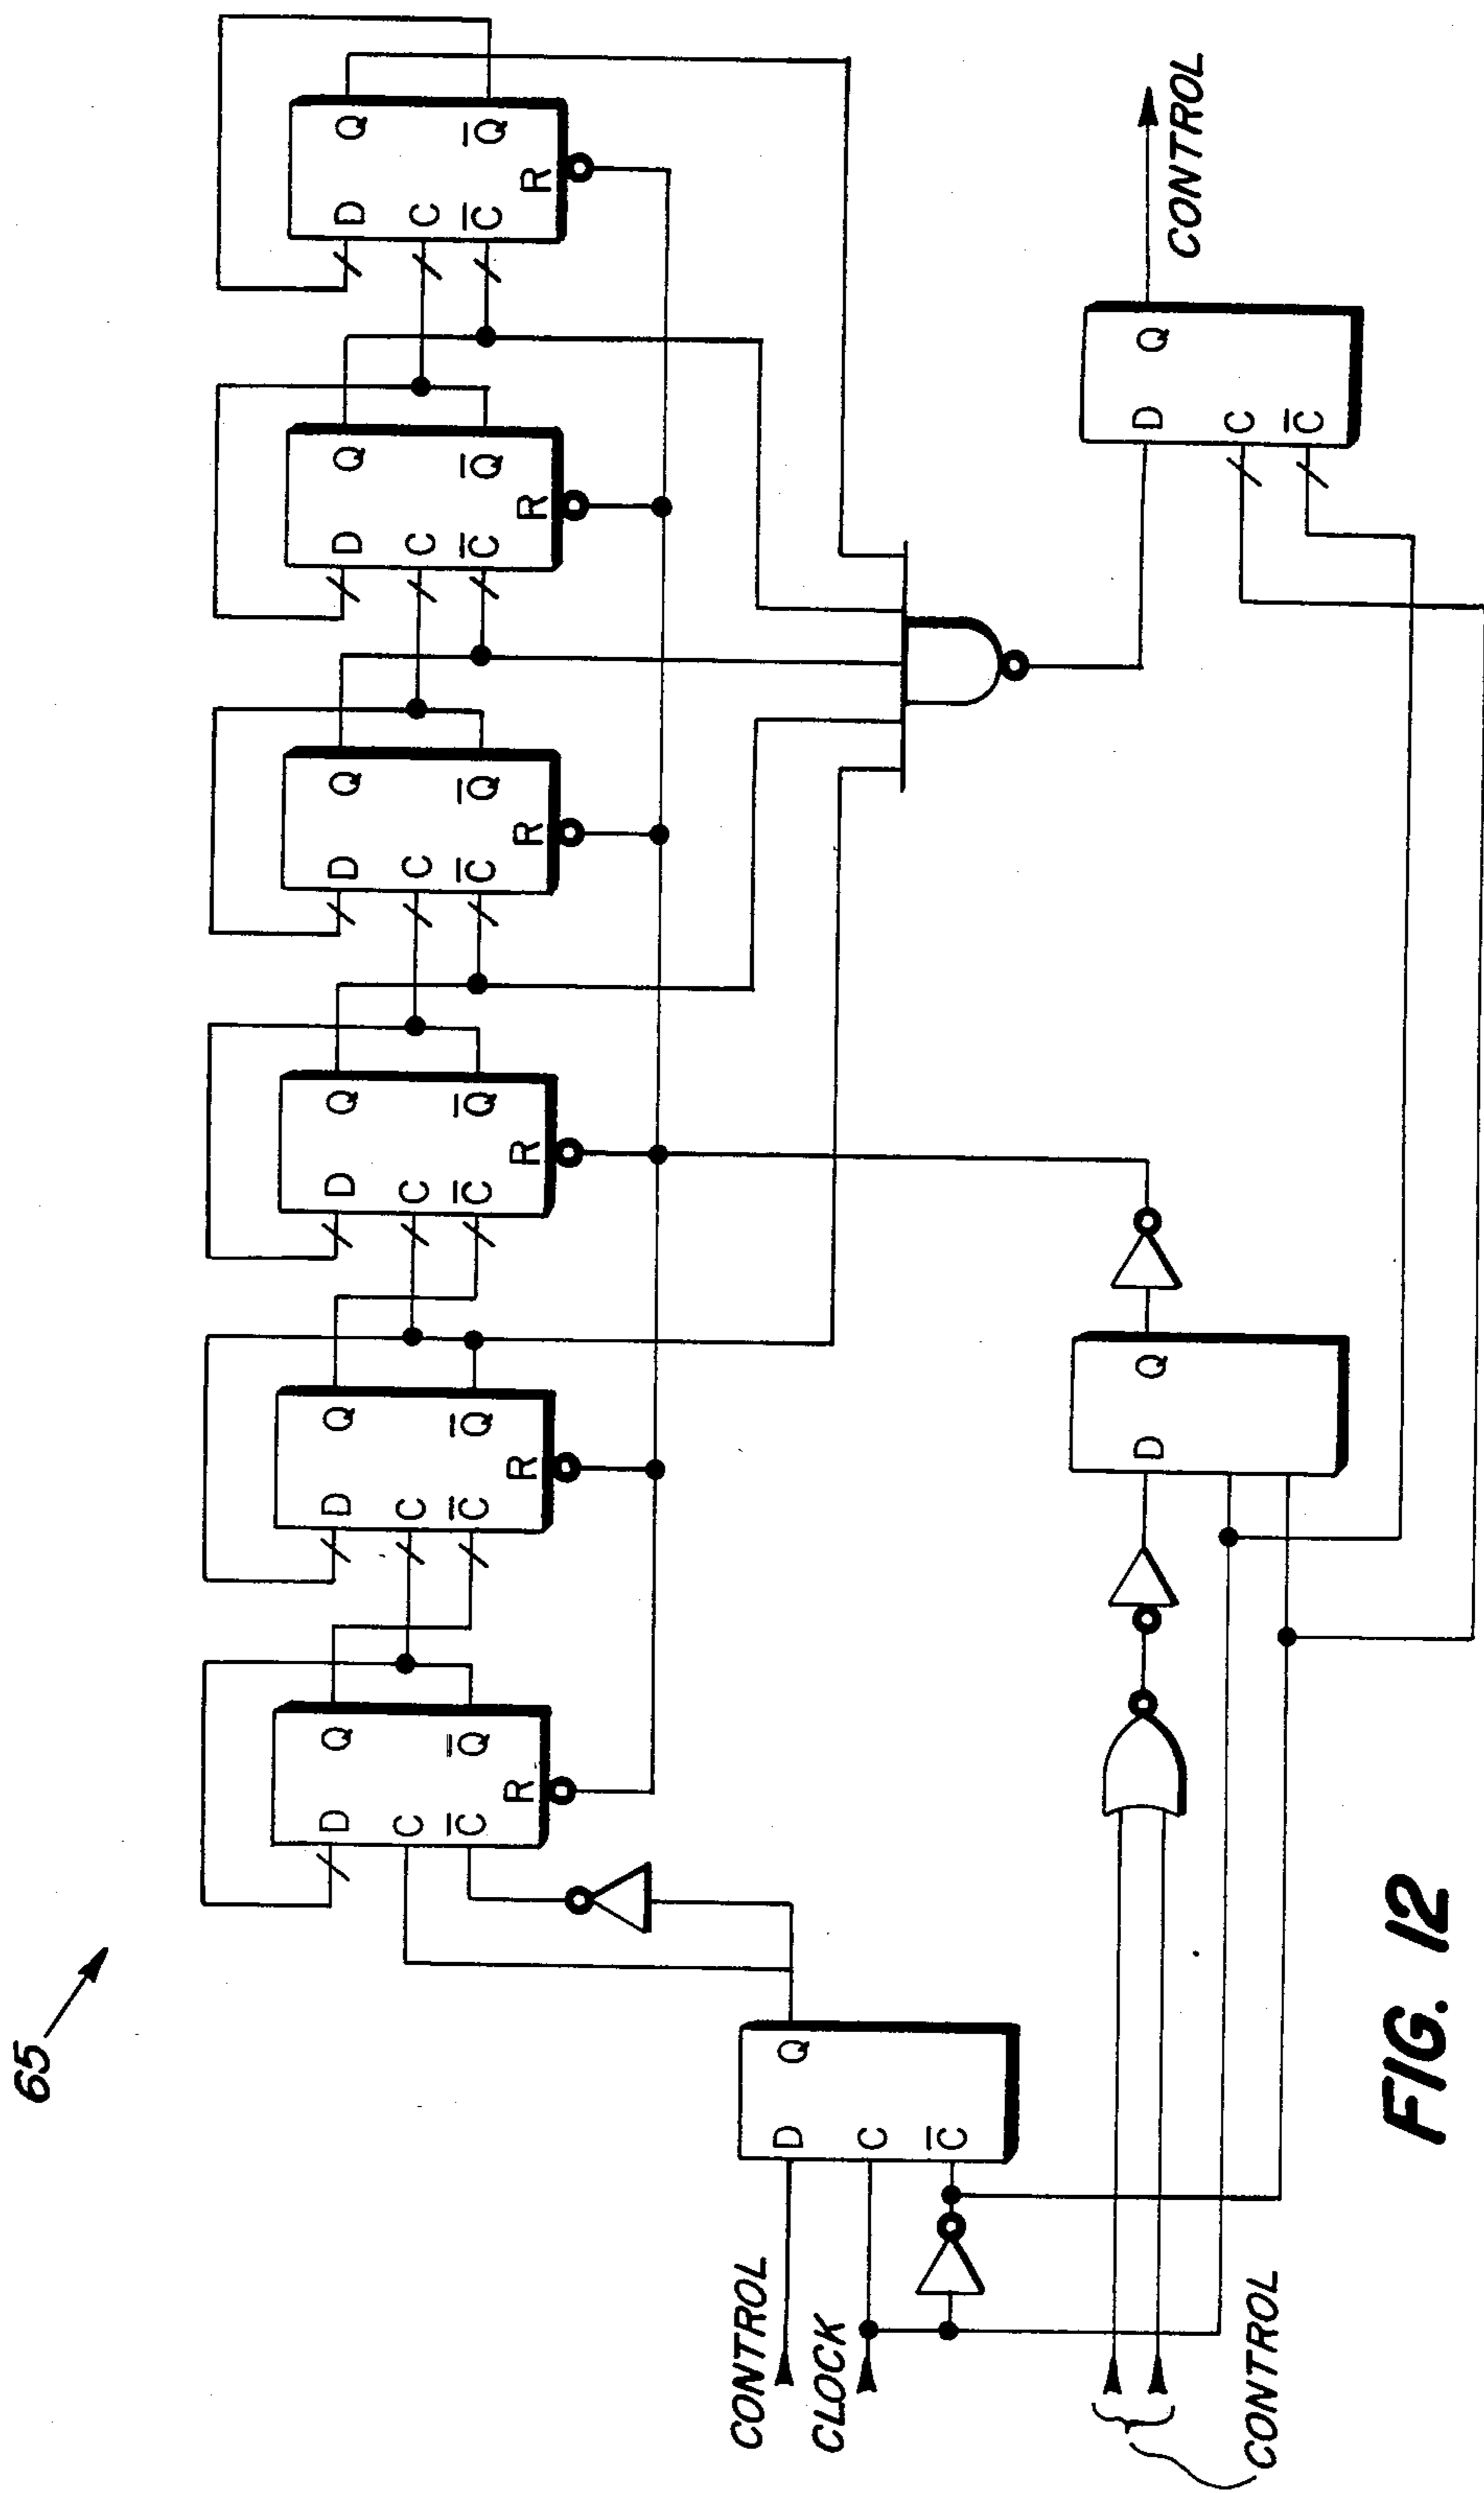 65
D Q
C
C̅ Q̅
R
D Q
C
C̅ Q̅
R
D Q
C
C̅ Q̅
R
D Q
C
C̅ Q̅
R
D Q
C
C̅ Q̅
R
D Q
C
C̅ Q̅
R
CONTROL
CLOCK
D Q
C
C̅
CONTROL
D Q
D Q
C
C̅
CONTROL
FIG. 12